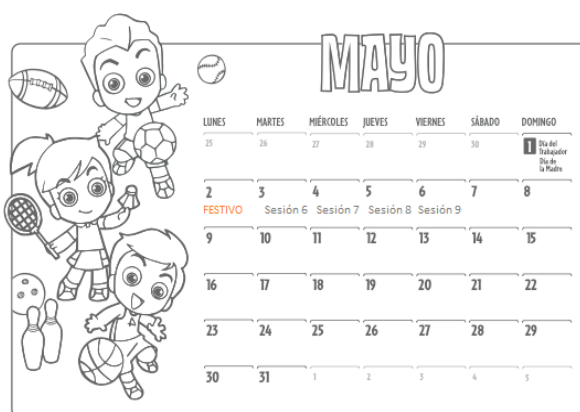 MAYO
LUNES MARTES MIÉRCOLES JUEVES VIERNES SÁBADO DOMINGO
25 26 27 28 29 30 1 Día del
Trabajador
Día de
la Madre
2 3 4 5 6 7 8
FESTIVO Sesión 6 Sesión 7 Sesión 8 Sesión 9
9 10 11 12 13 14 15
16 17 18 19 20 21 22
23 24 25 26 27 28 29
30 31 1 2 3 4 5